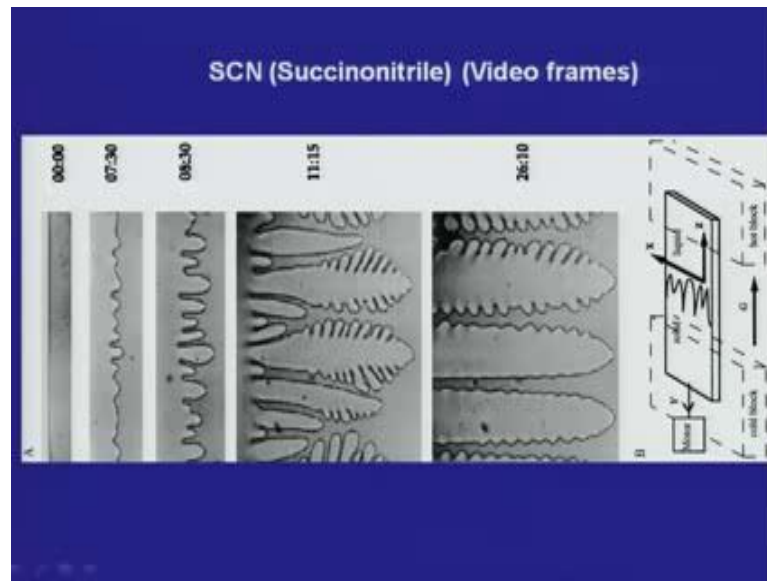 SCN (Succinonitrile) (Video frames)
00:00
07:30
08:30
11:15
26:10
A
B
x
z
liquid
solid
hot block
G
V
Motor
cold block